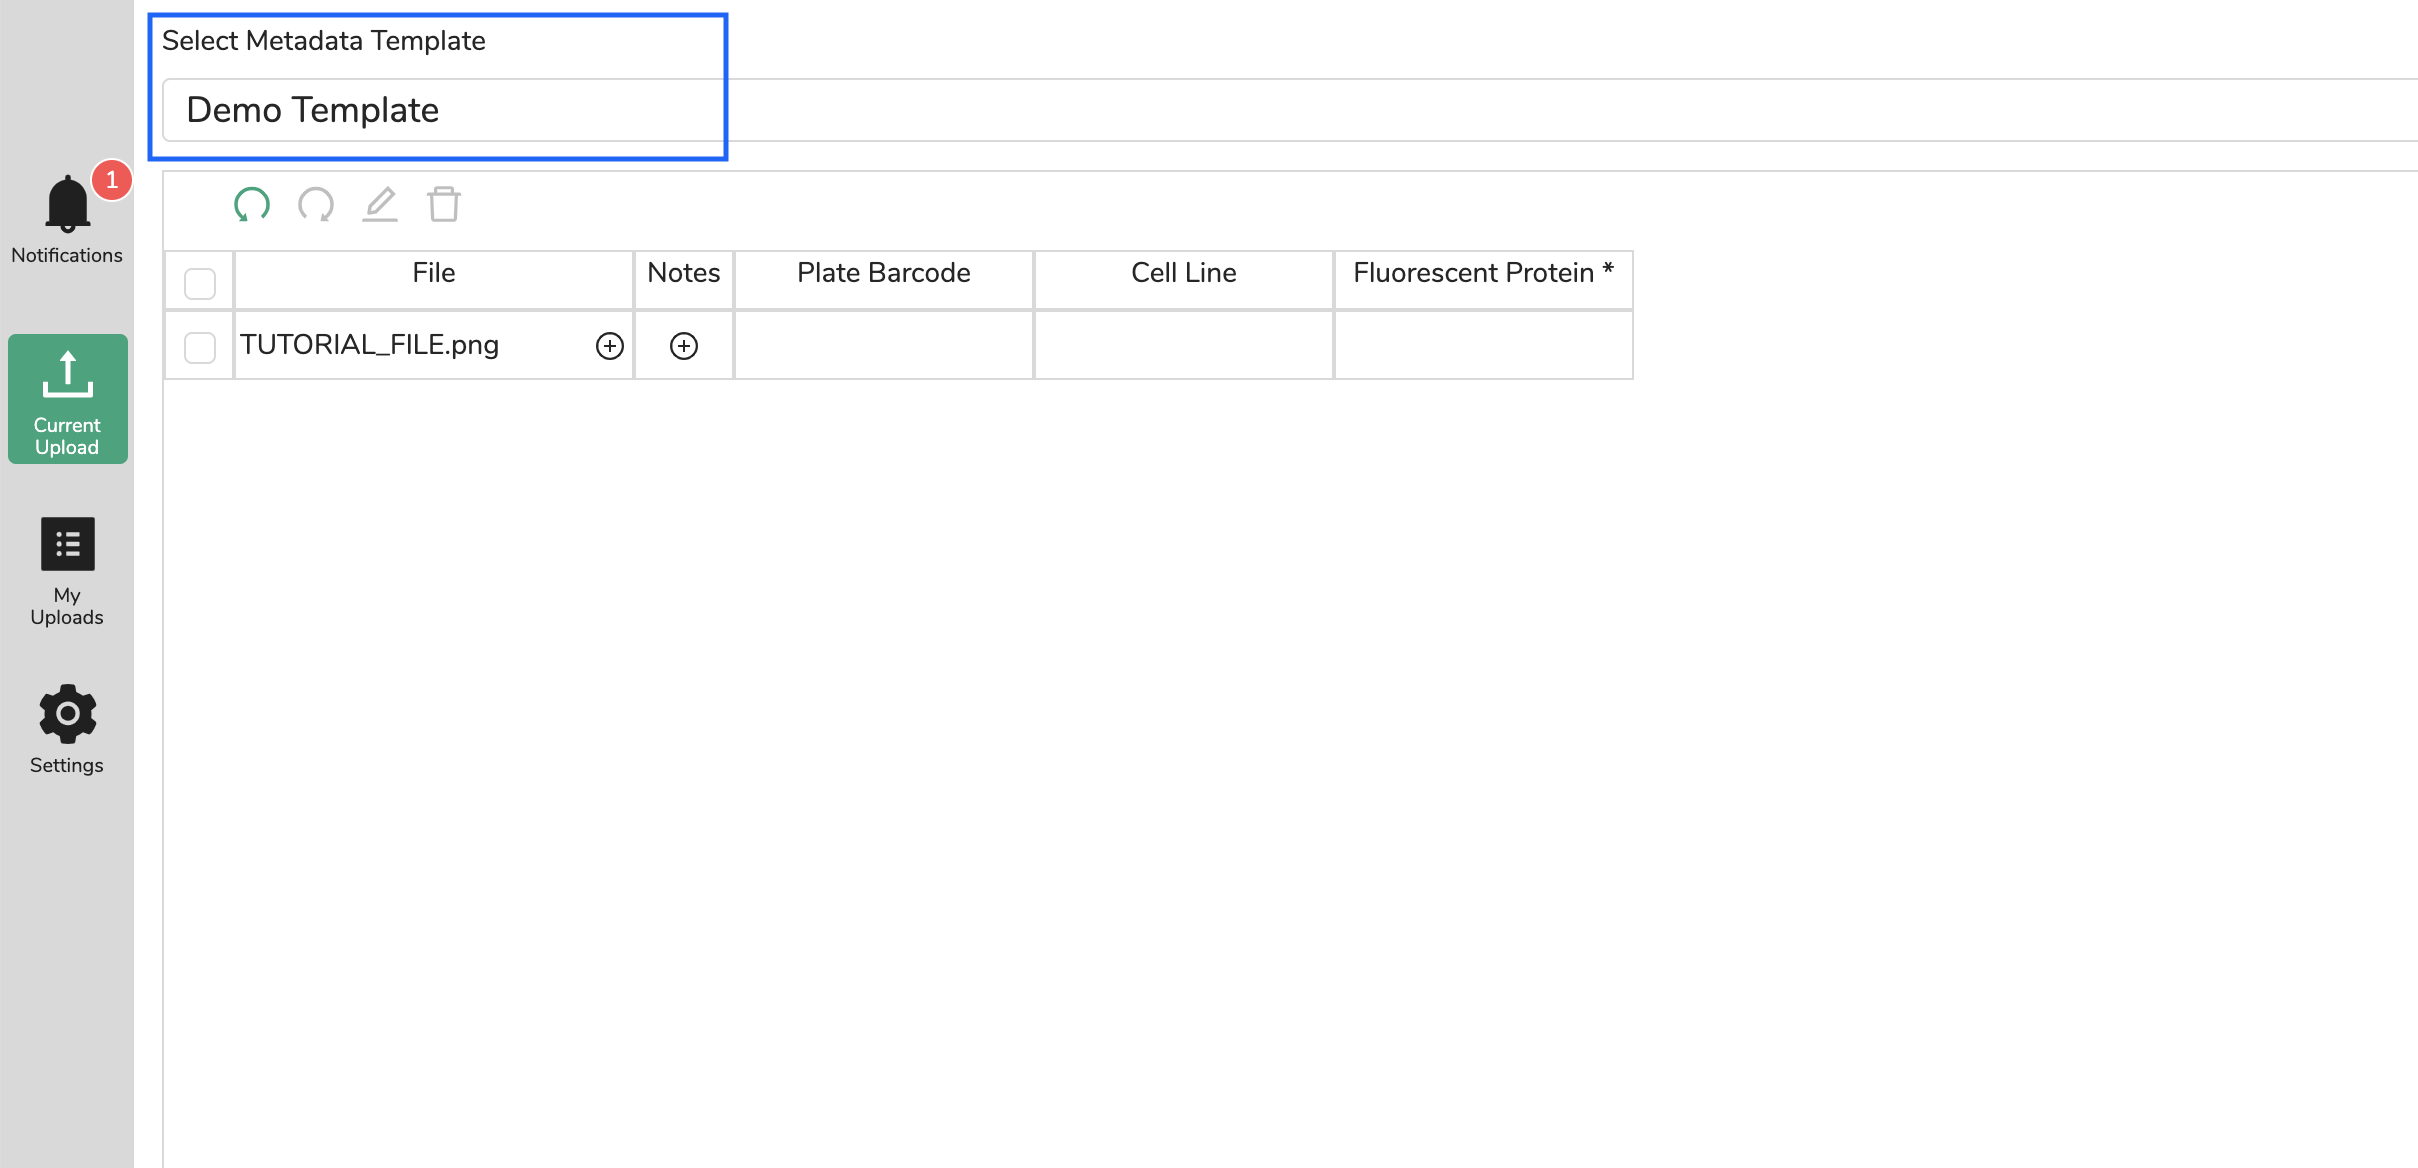 Select Metadata Template
Demo Template
1
Notifications
Current
Upload
My
Uploads
Settings
File Notes Plate Barcode Cell Line Fluorescent Protein *
TUTORIAL_FILE.png